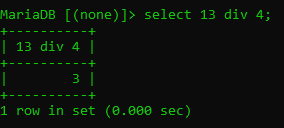 MariaDB [(none)]> select 13 div 4;
+----------+
| 13 div 4 |
+----------+
|        3 |
+----------+
1 row in set (0.000 sec)